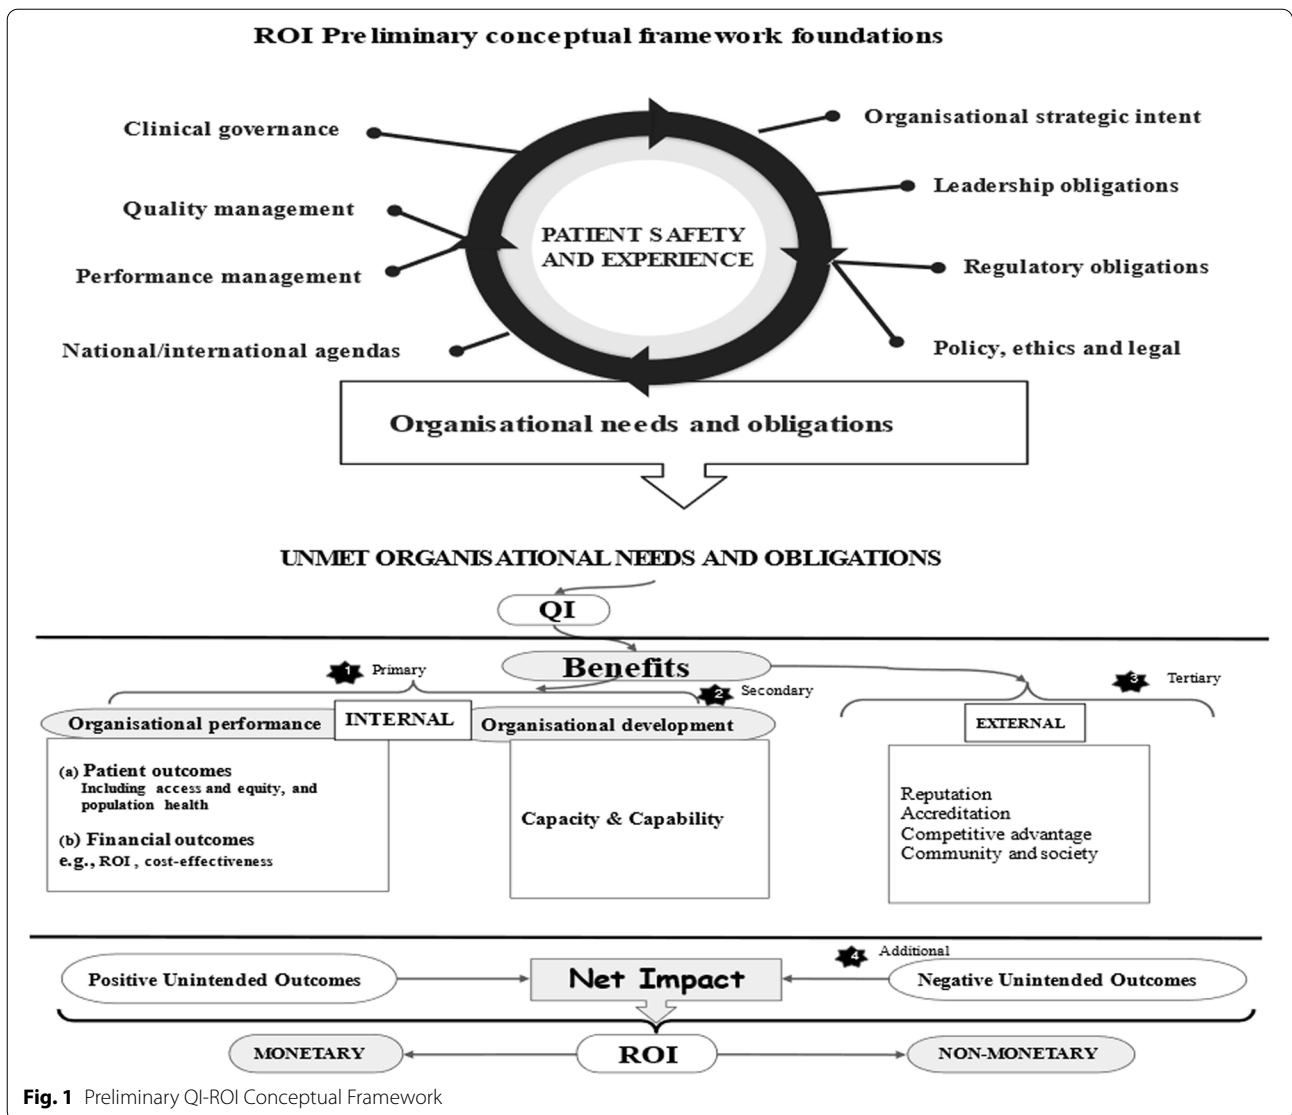 ROI Preliminary conceptual framework foundations
Clinical governance
Quality management
Performance management
National/international agendas
PATIENT SAFETY
AND EXPERIENCE
Organisational strategic intent
Leadership obligations
Regulatory obligations
Policy, ethics and legal
Organisational needs and obligations
UNMET ORGANISATIONAL NEEDS AND OBLIGATIONS
QI
Benefits
1 Primary
2 Secondary
3 Tertiary
Organisational performance
INTERNAL
Organisational development
EXTERNAL
(a) Patient outcomes
Including access and equity, and
population health
(b) Financial outcomes
e.g., ROI , cost-effectiveness
Capacity & Capability
Reputation
Accreditation
Competitive advantage
Community and society
4 Additional
Positive Unintended Outcomes
Net Impact
Negative Unintended Outcomes
MONETARY
ROI
NON-MONETARY
Fig. 1 Preliminary QI-ROI Conceptual Framework